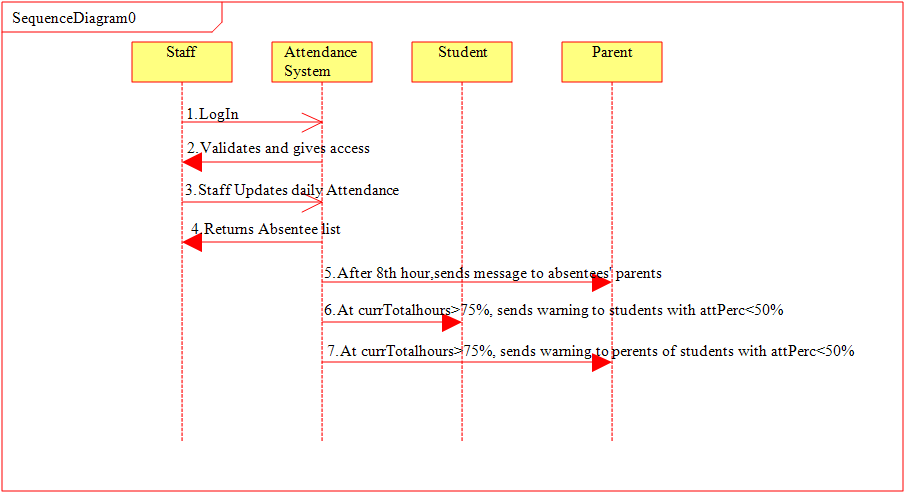 SequenceDiagram0
Staff
Attendance
System
Student
Parent
1.LogIn
2.Validates and gives access
3.Staff Updates daily Attendance
4.Returns Absentee list
5.After 8th hour,sends message to absentees' parents
6.At currTotalhours>75%, sends warning to students with attPerc<50%
7.At currTotalhours>75%, sends warning to perents of students with attPerc<50%